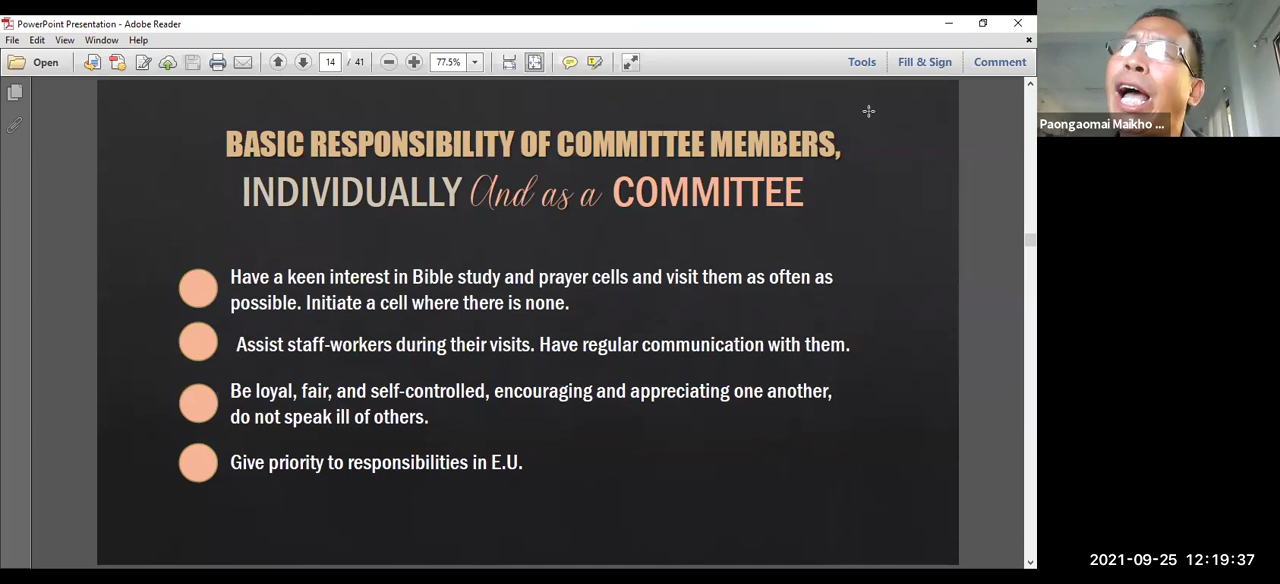 PowerPoint Presentation - Adobe Reader
File Edit View Window Help
Open 14 / 41 77.5% Tools Fill & Sign Comment
BASIC RESPONSIBILITY OF COMMITTEE MEMBERS,
INDIVIDUALLY And as a COMMITTEE
Have a keen interest in Bible study and prayer cells and visit them as often as
possible. Initiate a cell where there is none.
Assist staff-workers during their visits. Have regular communication with them.
Be loyal, fair, and self-controlled, encouraging and appreciating one another,
do not speak ill of others.
Give priority to responsibilities in E.U.
Paongaomai Maikho ...
2021-09-25 12:19:37